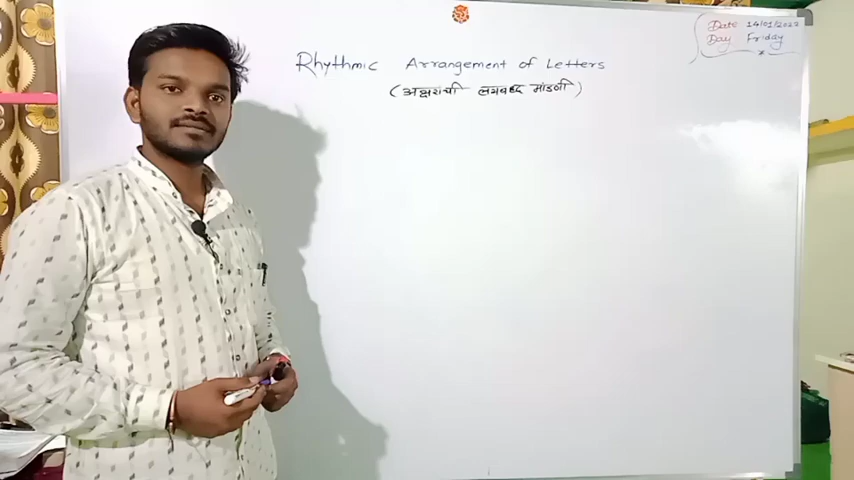 Date 14/01/2022
Day Friday
Rhythmic Arrangement of Letters
(अक्षरांची लयबद्ध मांडणी)